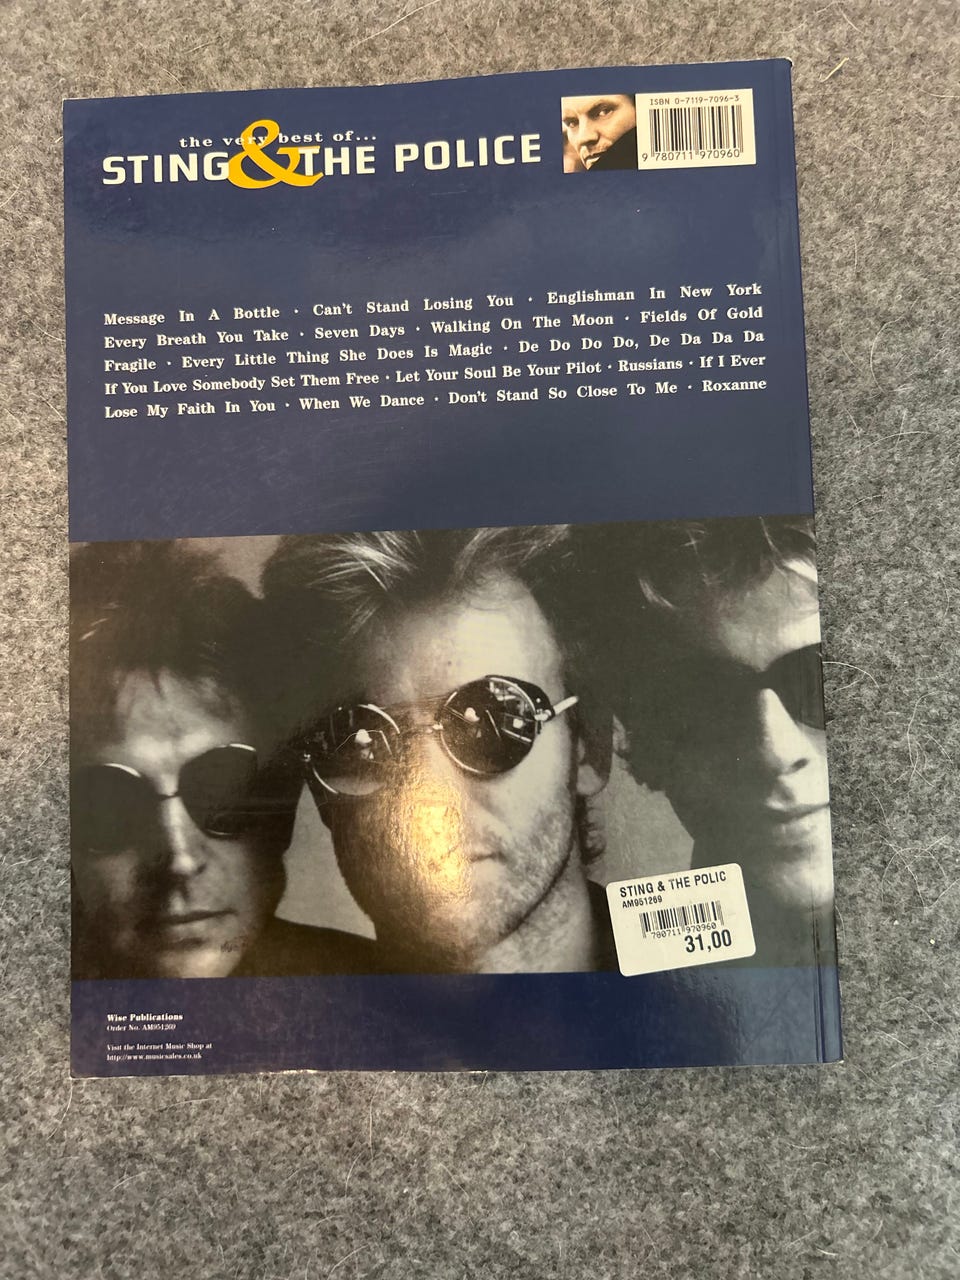 the very best of...
STING & THE POLICE
ISBN 0-7119-7096-3
9 780711 970960
Message In A Bottle · Can't Stand Losing You · Englishman In New York
Every Breath You Take · Seven Days · Walking On The Moon · Fields Of Gold
Fragile · Every Little Thing She Does Is Magic · De Do Do Do, De Da Da Da
If You Love Somebody Set Them Free · Let Your Soul Be Your Pilot · Russians · If I Ever
Lose My Faith In You · When We Dance · Don't Stand So Close To Me · Roxanne
STING & THE POLIC
AM951269
780711 970960
31,00
Wise Publications
Order No. AM951269
Visit the Internet Music Shop at
http://www.musicsales.co.uk